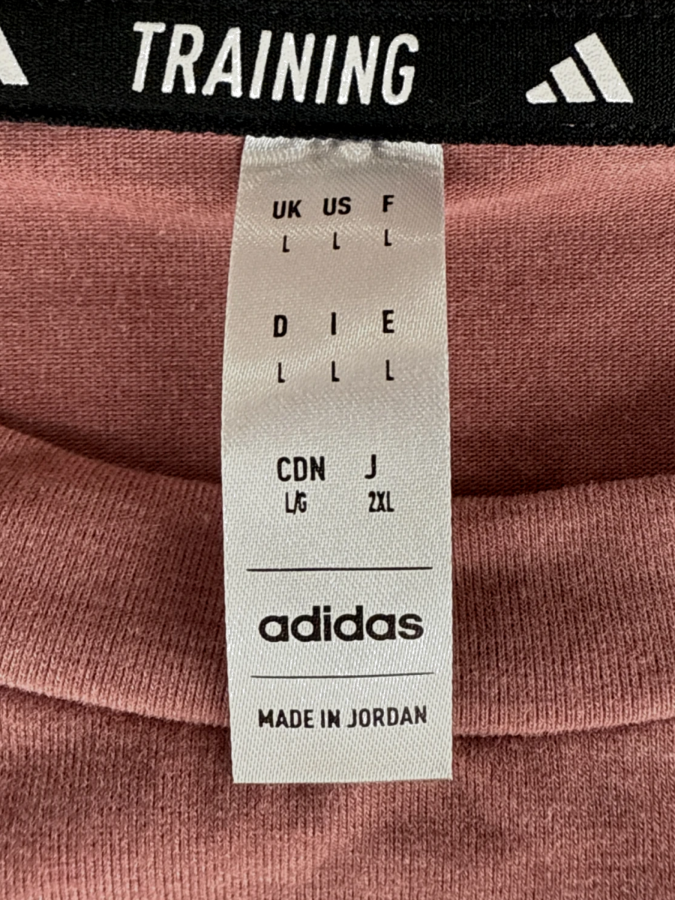 TRAINING
UK US F
L L L
D I E
L L L
CDN J
L/G 2XL
adidas
MADE IN JORDAN